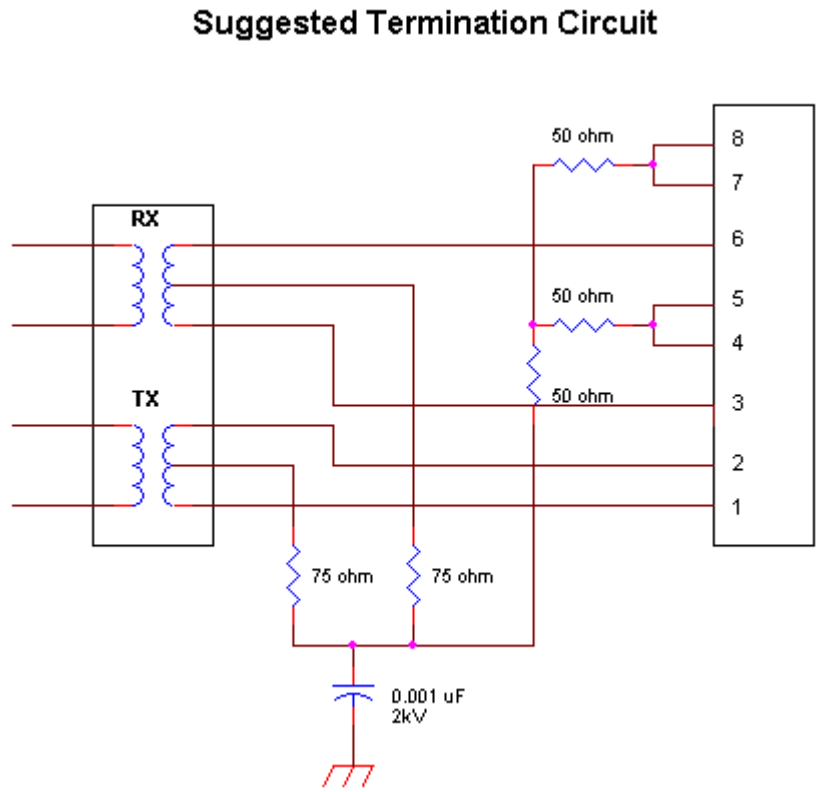 Suggested Termination Circuit
50 ohm
8
7
RX
6
50 ohm
5
4
TX
50 ohm
3
2
1
75 ohm
75 ohm
0.001 uF
2kV